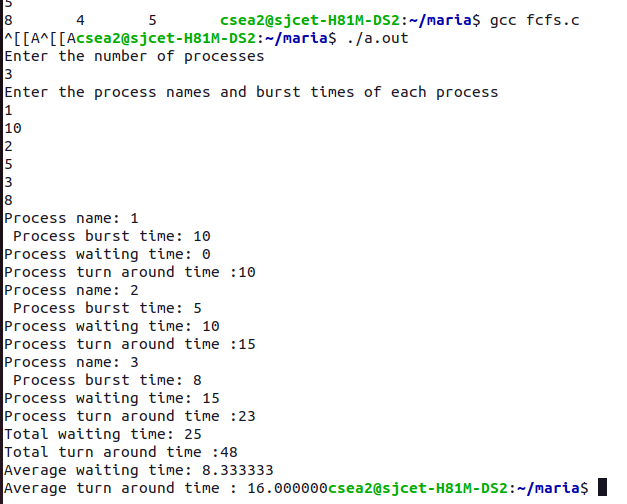 5
8 4 5 csea2@sjcet-H81M-DS2:~/maria$ gcc fcfs.c
^[[A^[[Acsea2@sjcet-H81M-DS2:~/maria$ ./a.out
Enter the number of processes
3
Enter the process names and burst times of each process
1
10
2
5
3
8
Process name: 1
 Process burst time: 10
Process waiting time: 0
Process turn around time :10
Process name: 2
 Process burst time: 5
Process waiting time: 10
Process turn around time :15
Process name: 3
 Process burst time: 8
Process waiting time: 15
Process turn around time :23
Total waiting time: 25
Total turn around time :48
Average waiting time: 8.333333
Average turn around time : 16.000000csea2@sjcet-H81M-DS2:~/maria$